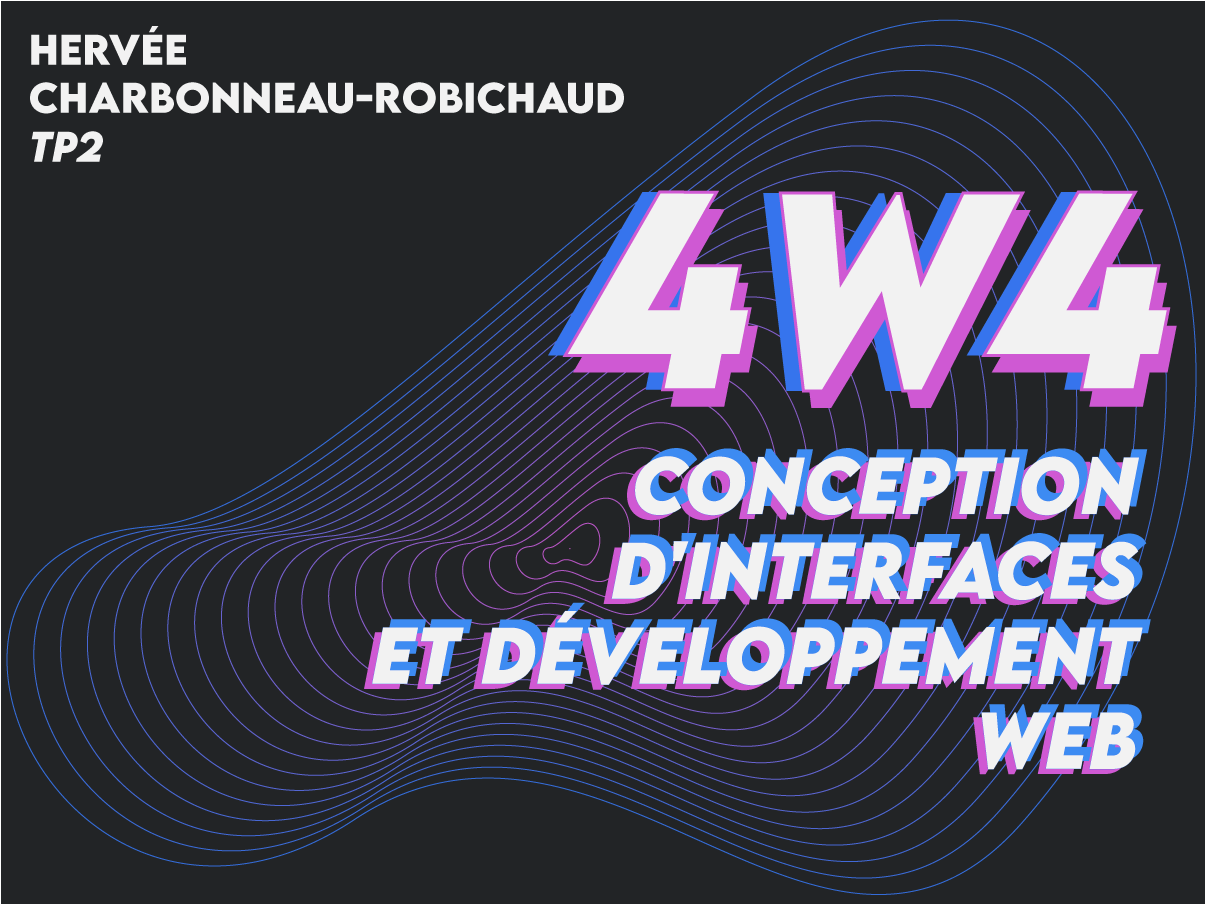 HERVÉE
CHARBONNEAU-ROBICHAUD
TP2
4W4
CONCEPTION
D'INTERFACES
ET DÉVELOPPEMENT
WEB